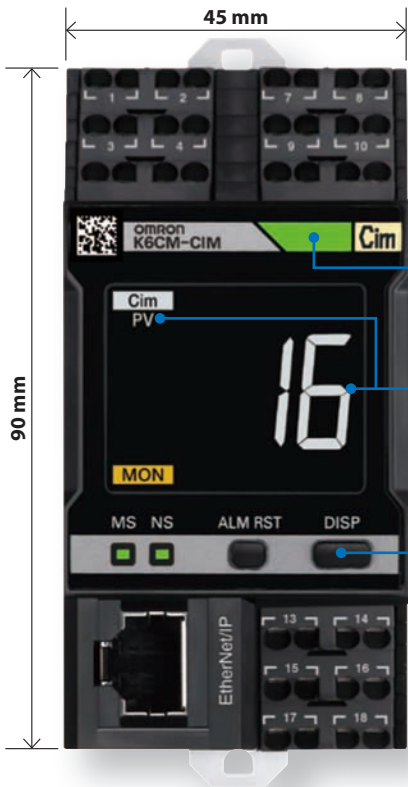 45 mm
90 mm
1 2 7 8
3 4 9 10
OMRON
K6CM-CIM
Cim
Cim
PV
16
MON
MS NS ALM RST DISP
EtherNet/IP
13 14
15 16
17 18